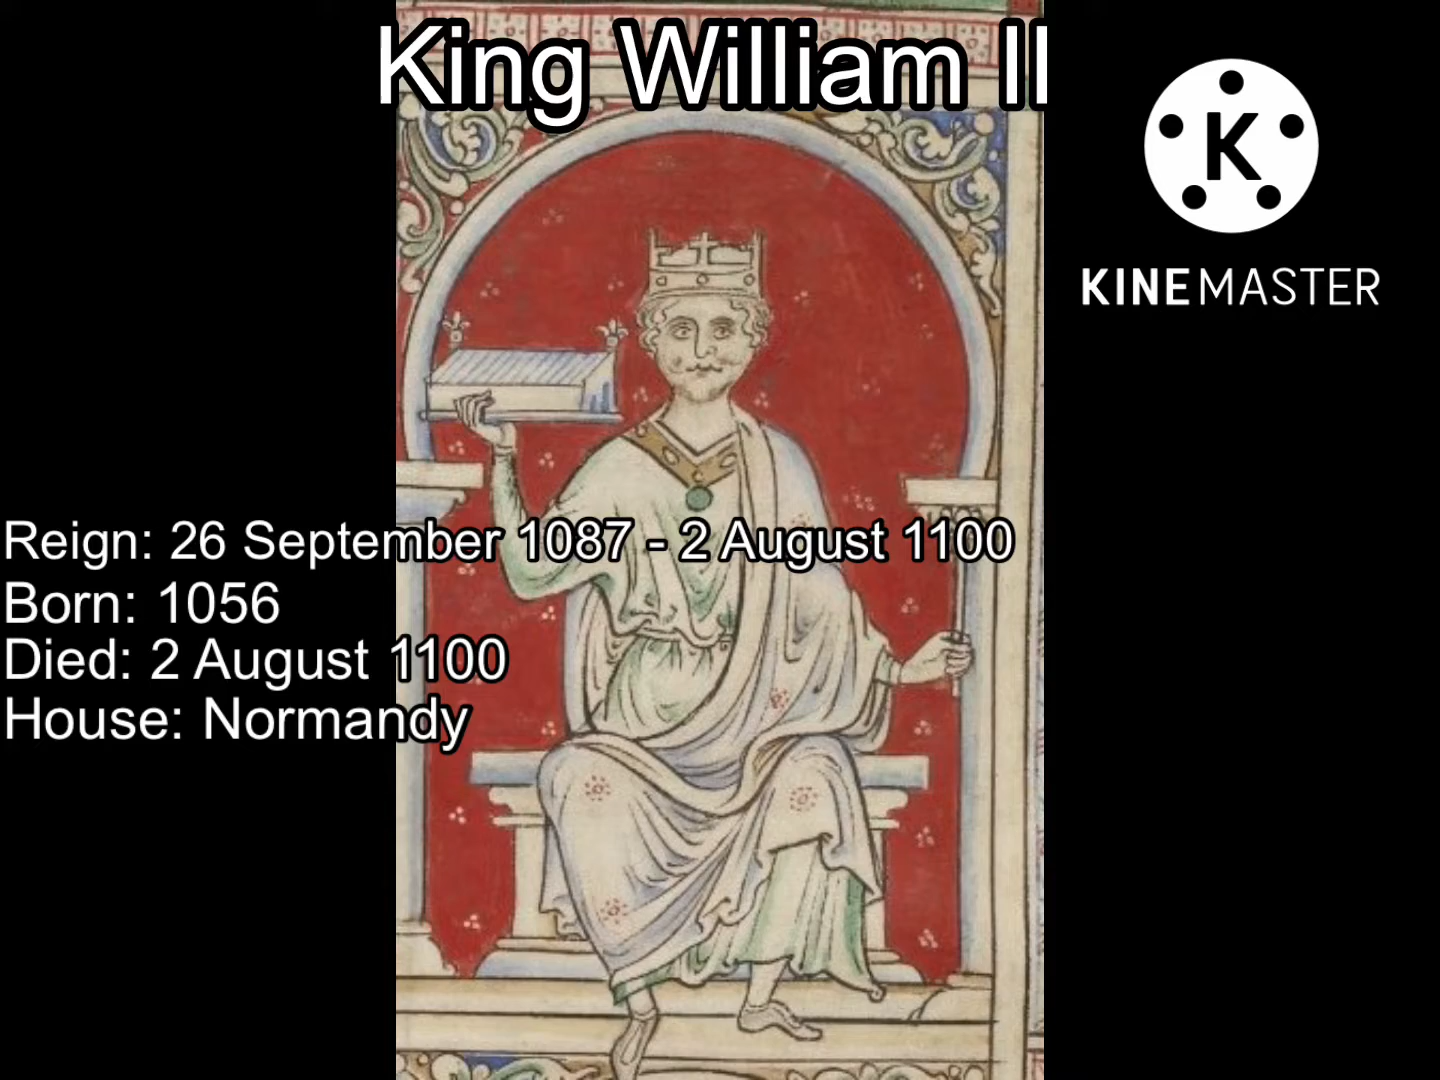 King William II
K
KINEMASTER
Reign: 26 September 1087 - 2 August 1100
Born: 1056
Died: 2 August 1100
House: Normandy